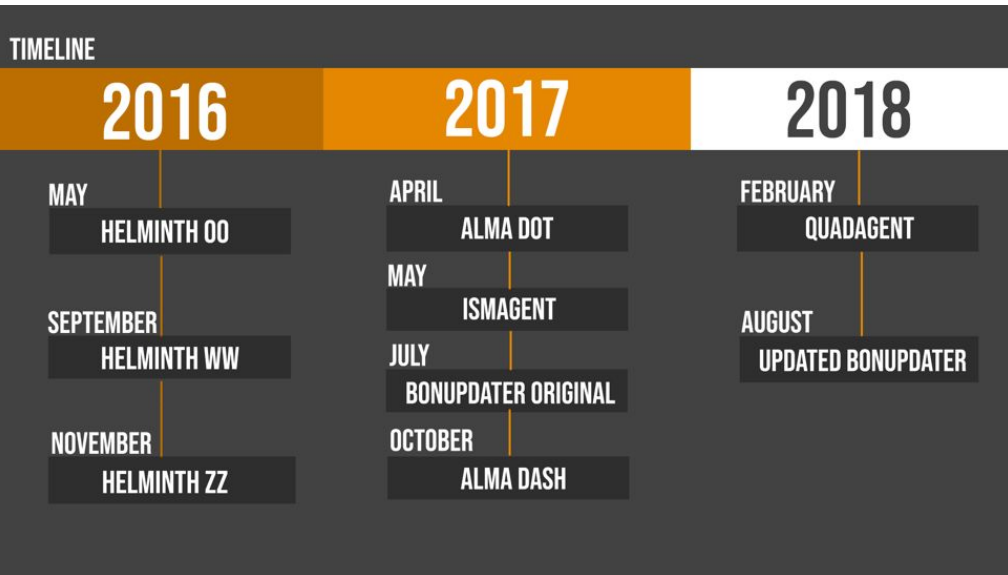 TIMELINE
2016
MAY
HELMINTH OO
SEPTEMBER
HELMINTH WW
NOVEMBER
HELMINTH ZZ
2017
APRIL
ALMA DOT
MAY
ISMAGENT
JULY
BONUPDATER ORIGINAL
OCTOBER
ALMA DASH
2018
FEBRUARY
QUADAGENT
AUGUST
UPDATED BONUPDATER